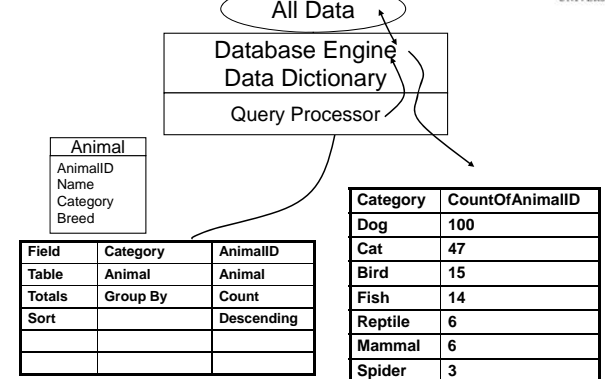 All Data
Database Engine
Data Dictionary
Query Processor
Animal
AnimalID
Name
Category
Breed
Field Category AnimalID
Table Animal Animal
Totals Group By Count
Sort Descending
Category CountOfAnimalID
Dog 100
Cat 47
Bird 15
Fish 14
Reptile 6
Mammal 6
Spider 3